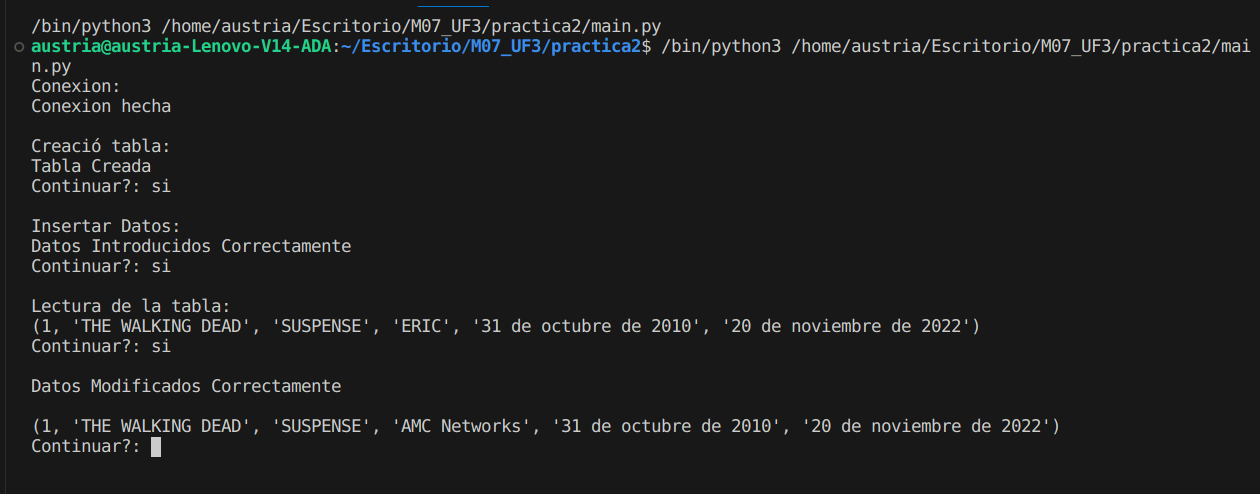 /bin/python3 /home/austria/Escritorio/M07_UF3/practica2/main.py
austria@austria-Lenovo-V14-ADA:~/Escritorio/M07_UF3/practica2$ /bin/python3 /home/austria/Escritorio/M07_UF3/practica2/mai
n.py
Conexion:
Conexion hecha
Creació tabla:
Tabla Creada
Continuar?: si
Insertar Datos:
Datos Introducidos Correctamente
Continuar?: si
Lectura de la tabla:
(1, 'THE WALKING DEAD', 'SUSPENSE', 'ERIC', '31 de octubre de 2010', '20 de noviembre de 2022')
Continuar?: si
Datos Modificados Correctamente
(1, 'THE WALKING DEAD', 'SUSPENSE', 'AMC Networks', '31 de octubre de 2010', '20 de noviembre de 2022')
Continuar?: